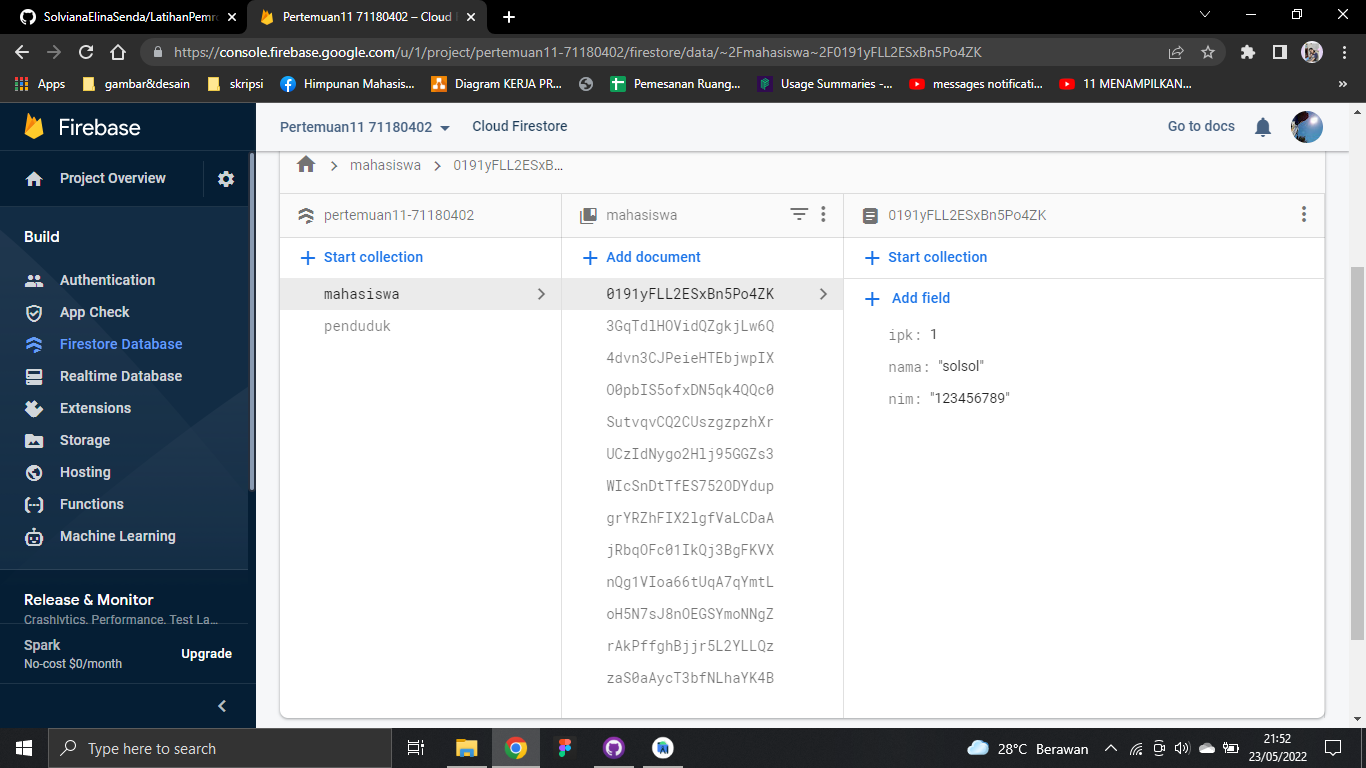 SolvianaElinaSenda/LatihanPemr
Pertemuan11 71180402 – Cloud
https://console.firebase.google.com/u/1/project/pertemuan11-71180402/firestore/data/~2Fmahasiswa~2F0191yFLL2ESxBn5Po4ZK
Apps gambar&desain skripsi Himpunan Mahasis... Diagram KERJA PR... Pemesanan Ruang... Usage Summaries -... messages notificati... 11 MENAMPILKAN... »
Firebase
Pertemuan11 71180402 Cloud Firestore Go to docs
mahasiswa 0191yFLL2ESxB...
Project Overview
pertemuan11-71180402 mahasiswa 0191yFLL2ESxBn5Po4ZK
Build
Start collection Add document Start collection
Authentication
App Check
Firestore Database
Realtime Database
Extensions
Storage
Hosting
Functions
Machine Learning
Release & Monitor
Crashlytics, Performance, Test La...
Spark
No-cost $0/month
Upgrade
mahasiswa
penduduk
0191yFLL2ESxBn5Po4ZK
3GqTdlHOVidQZgkjLw6Q
4dvn3CJPeieHTEbjwpIX
O0pbIS5ofxDN5qk4QQc0
SutvqvCQ2CUszgzpzhXr
UCzIdNygo2Hlj95GGZs3
WIcSnDtTfES752ODYdup
grYRZhFIX2lgfVaLCDaA
jRbqOFc01IkQj3BgFKVX
nQg1VIoa66tUqA7qYmtL
oH5N7sJ8nOEGSYmoNNgZ
rAkPffghBjjr5L2YLLQz
zaS0aAycT3bfNLhaYK4B
Add field
ipk: 1
nama: "solsol"
nim: "123456789"
Type here to search
28°C Berawan
21:52
23/05/2022